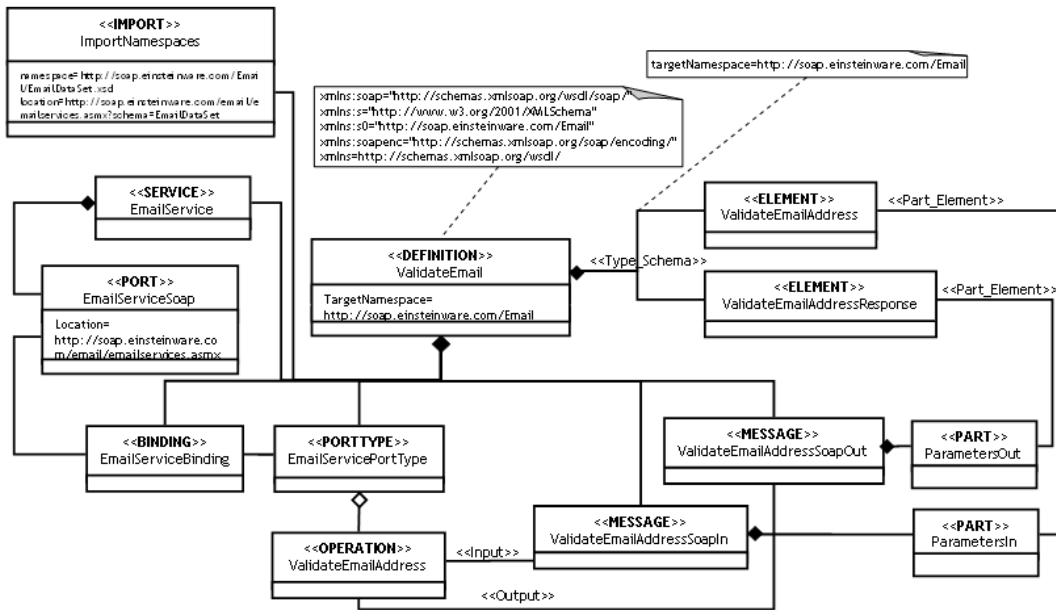 <<IMPORT>>
ImportNamespaces
namespace=http://soap.einsteinware.com/Emai
l/EmailDataSet.xsd
location=http://soap.einsteinware.com/email/e
mailservices.asmx?schema=EmailDataSet
targetNamespace=http://soap.einsteinware.com/Email
xmlns:soap="http://schemas.xmlsoap.org/wsdl/soap/"
xmlns:s="http://www.w3.org/2001/XMLSchema"
xmlns:s0="http://soap.einsteinware.com/Email"
xmlns:soapenc="http://schemas.xmlsoap.org/soap/encoding/"
xmlns=http://schemas.xmlsoap.org/wsdl/
<<SERVICE>>
EmailService
<<ELEMENT>>
ValidateEmailAddress
<<Part_Element>>
<<DEFINITION>>
ValidateEmail
TargetNamespace=
http://soap.einsteinware.com/Email
<<Type_Schema>>
<<PORT>>
EmailServiceSoap
Location=
http://soap.einsteinware.co
m/email/emailservices.asmx
<<ELEMENT>>
ValidateEmailAddressResponse
<<Part_Element>>
<<BINDING>>
EmailServiceBinding
<<PORTTYPE>>
EmailServicePortType
<<MESSAGE>>
ValidateEmailAddressSoapOut
<<PART>>
ParametersOut
<<OPERATION>>
ValidateEmailAddress
<<Input>>
<<MESSAGE>>
ValidateEmailAddressSoapIn
<<PART>>
ParametersIn
<<Output>>